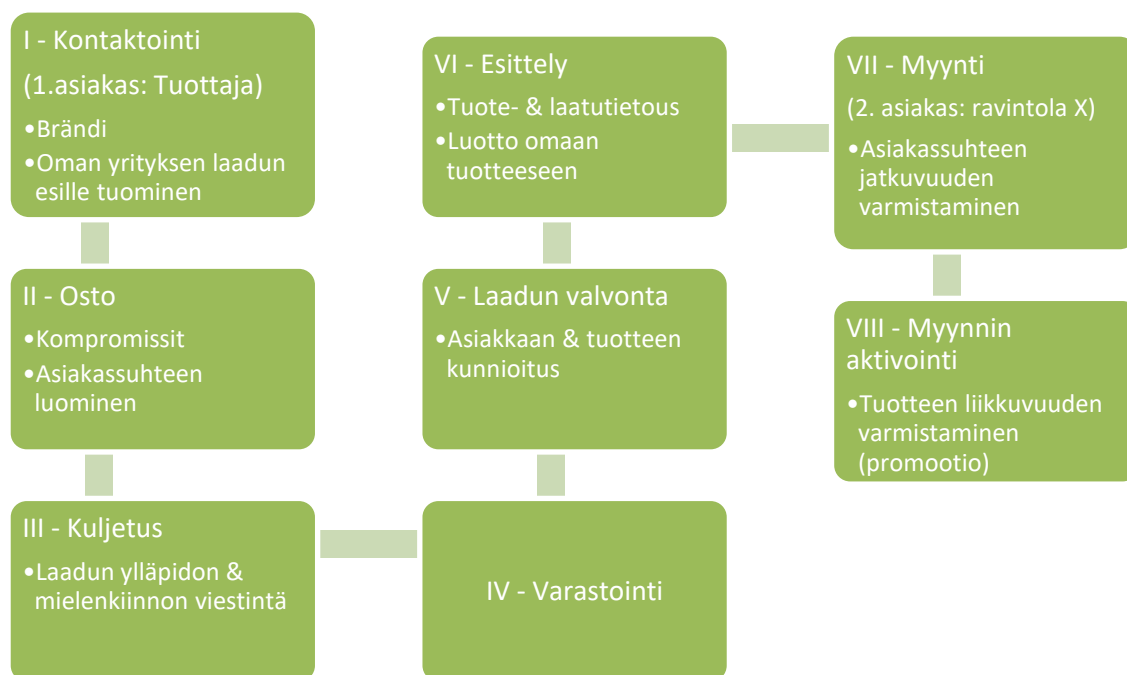 I - Kontaktointi
(1.asiakas: Tuottaja)
•Brändi
•Oman yrityksen laadun
esille tuominen
II - Osto
•Kompromissit
•Asiakassuhteen
luominen
III - Kuljetus
•Laadun ylläpidon &
mielenkiinnon viestintä
IV - Varastointi
V - Laadun valvonta
•Asiakkaan & tuotteen
kunnioitus
VI - Esittely
•Tuote- & laatutietous
•Luotto omaan
tuotteeseen
VII - Myynti
(2. asiakas: ravintola X)
•Asiakassuhteen
jatkuvuuden
varmistaminen
VIII - Myynnin
aktivointi
•Tuotteen liikkuvuuden
varmistaminen
(promootio)